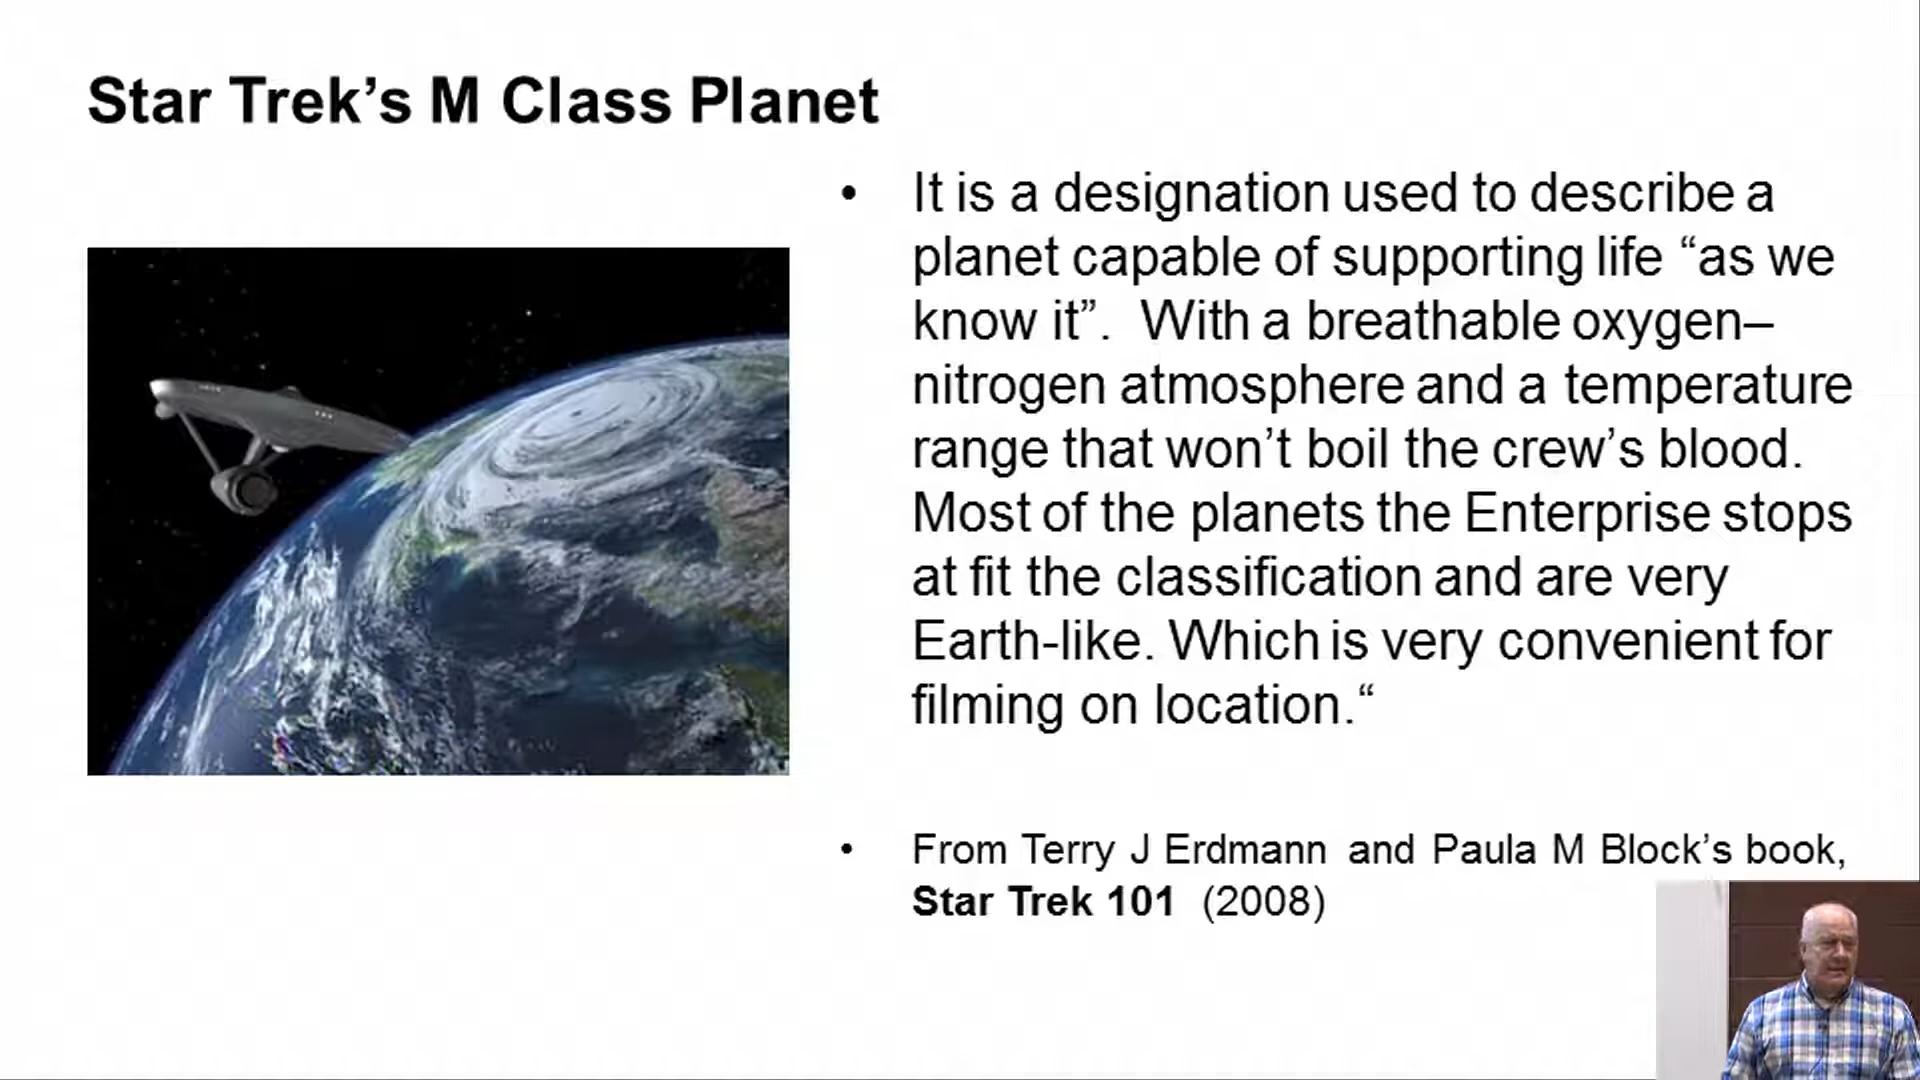 Star Trek’s M Class Planet
• It is a designation used to describe a
planet capable of supporting life “as we
know it”. With a breathable oxygen–
nitrogen atmosphere and a temperature
range that won’t boil the crew’s blood.
Most of the planets the Enterprise stops
at fit the classification and are very
Earth-like. Which is very convenient for
filming on location.“
• From Terry J Erdmann and Paula M Block’s book,
Star Trek 101 (2008)